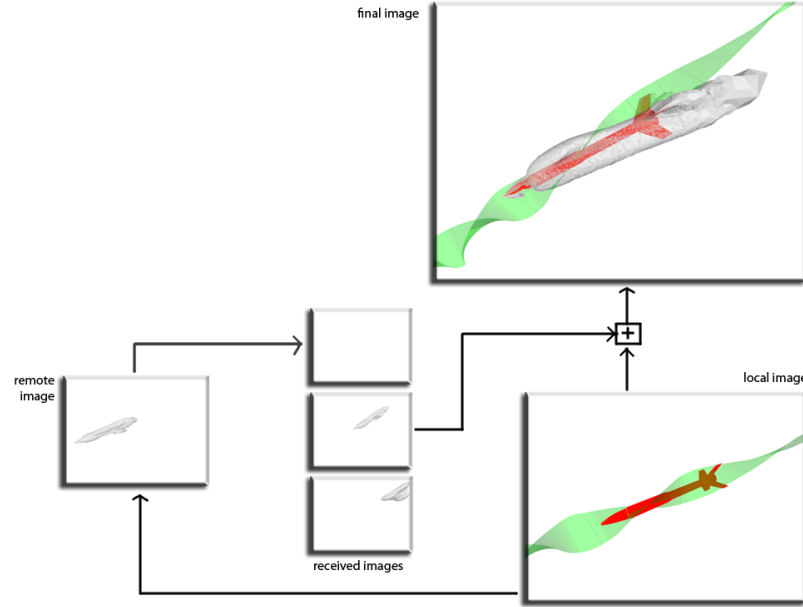 final image
remote
image
+
local image
received images